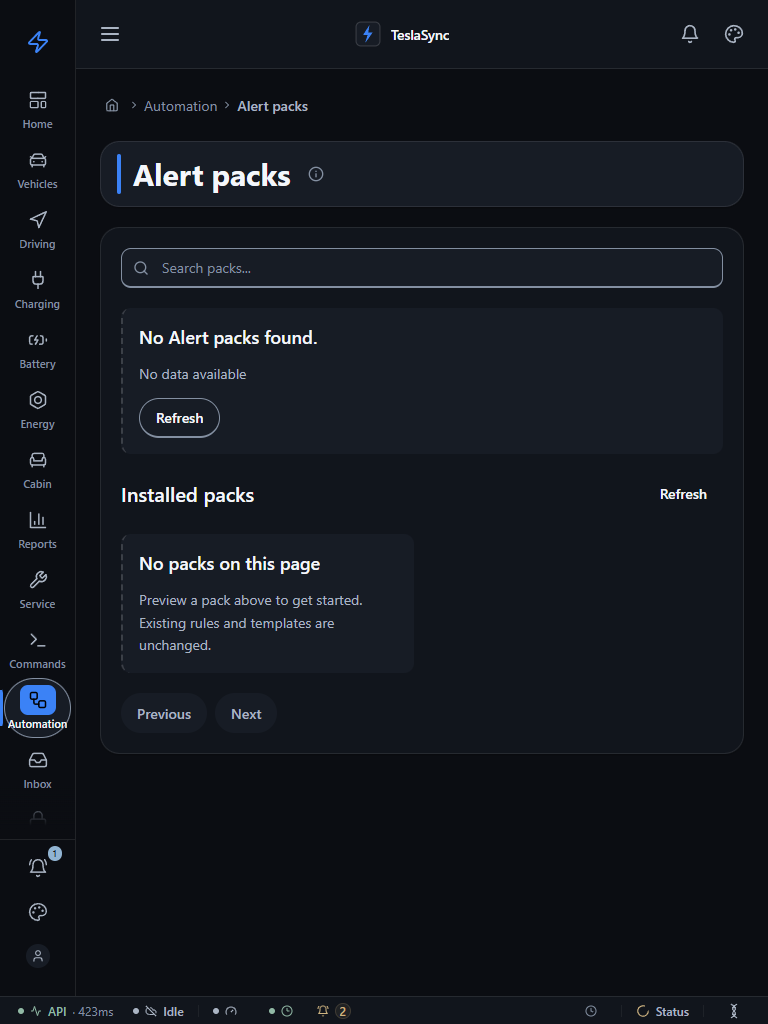 TeslaSync
Home
Vehicles
Driving
Charging
Battery
Energy
Cabin
Reports
Service
Commands
Automation
Inbox
1
Automation
Alert packs
Alert packs
Search packs...
No Alert packs found.
No data available
Refresh
Installed packs
Refresh
No packs on this page
Preview a pack above to get started.
Existing rules and templates are
unchanged.
Previous
Next
API · 423ms
Idle
2
Status